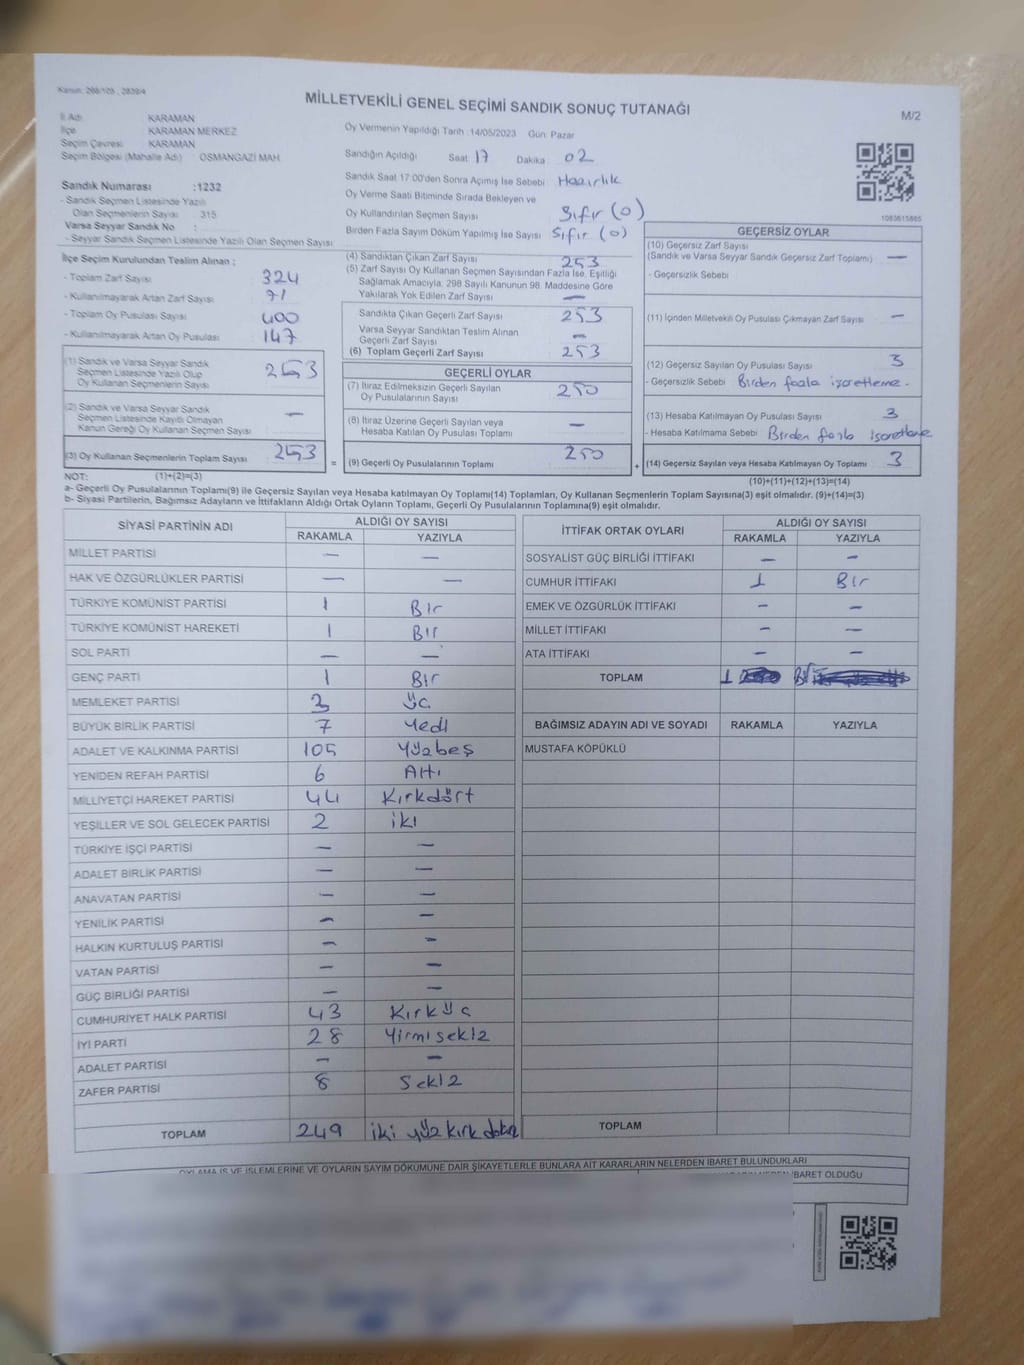 Kanun: 298/105 , 2839/4
MİLLETVEKİLİ GENEL SEÇİMİ SANDIK SONUÇ TUTANAĞI
M/2
İl Adı : KARAMAN
İlçe : KARAMAN MERKEZ
Seçim Çevresi : KARAMAN
Seçim Bölgesi (Mahalle Adı) OSMANGAZİ MAH
Sandık Numarası :1232
- Sandık Seçmen Listesinde Yazılı
Olan Seçmenlerin Sayısı 315
Varsa Seyyar Sandık No :
- Seyyar Sandık Seçmen Listesinde Yazılı Olan Seçmen Sayısı :
Oy Vermenin Yapıldığı Tarih :14/05/2023 Gün: Pazar
Sandığın Açıldığı Saat 17 Dakika 02
Sandık Saat 17:00'den Sonra Açılmış İse Sebebi Hazırlık
Oy Verme Saati Bitiminde Sırada Bekleyen ve
Oy Kullandırılan Seçmen Sayısı Sıfır (0)
Birden Fazla Sayım Döküm Yapılmış İse Sayısı Sıfır (0)
1083615865
İlçe Seçim Kurulundan Teslim Alınan ;
- Toplam Zarf Sayısı 324
- Kullanılmayarak Artan Zarf Sayısı 71
- Toplam Oy Pusulası Sayısı 400
- Kullanılmayarak Artan Oy Pusulası 147
(1) Sandık ve Varsa Seyyar Sandık
Seçmen Listesinde Yazılı Olup
Oy Kullanan Seçmenlerin Sayısı 253
(2) Sandık ve Varsa Seyyar Sandık
Seçmen Listesinde Kayıtlı Olmayan
Kanun Gereği Oy Kullanan Seçmen Sayısı —
(3) Oy Kullanan Seçmenlerin Toplam Sayısı 253
(4) Sandıktan Çıkan Zarf Sayısı 253
(5) Zarf Sayısı Oy Kullanan Seçmen Sayısından Fazla İse, Eşitliği
Sağlamak Amacıyla, 298 Sayılı Kanunun 98. Maddesine Göre
Yakılarak Yok Edilen Zarf Sayısı —
Sandıkta Çıkan Geçerli Zarf Sayısı 253
Varsa Seyyar Sandıktan Teslim Alınan
Geçerli Zarf Sayısı —
(6) Toplam Geçerli Zarf Sayısı 253
GEÇERLİ OYLAR
(7) İtiraz Edilmeksizin Geçerli Sayılan
Oy Pusulalarının Sayısı 250
(8) İtiraz Üzerine Geçerli Sayılan veya
Hesaba Katılan Oy Pusulası Toplamı —
= (9) Geçerli Oy Pusulalarının Toplamı 250
GEÇERSİZ OYLAR
(10) Geçersiz Zarf Sayısı
(Sandık ve Varsa Seyyar Sandık Geçersiz Zarf Toplamı) —
- Geçersizlik Sebebi
(11) İçinden Milletvekili Oy Pusulası Çıkmayan Zarf Sayısı —
(12) Geçersiz Sayılan Oy Pusulası Sayısı 3
- Geçersizlik Sebebi Birden fazla işaretleme.
(13) Hesaba Katılmayan Oy Pusulası Sayısı 3
- Hesaba Katılmama Sebebi Birden fazla işaretleme
+ (14) Geçersiz Sayılan veya Hesaba Katılmayan Oy Toplamı 3
NOT: (1)+(2)=(3)
(10)+(11)+(12)+(13)=(14)
a- Geçerli Oy Pusulalarının Toplamı(9) ile Geçersiz Sayılan veya Hesaba katılmayan Oy Toplamı(14) Toplamları, Oy Kullanan Seçmenlerin Toplam Sayısına(3) eşit olmalıdır. (9)+(14)=(3)
b- Siyasi Partilerin, Bağımsız Adayların ve İttifakların Aldığı Ortak Oyların Toplamı, Geçerli Oy Pusulalarının Toplamına(9) eşit olmalıdır.
SİYASİ PARTİNİN ADI ALDIĞI OY SAYISI
RAKAMLA YAZIYLA
MİLLET PARTİSİ — —
HAK VE ÖZGÜRLÜKLER PARTİSİ — —
TÜRKİYE KOMÜNİST PARTİSİ 1 Bir
TÜRKİYE KOMÜNİST HAREKETİ 1 Bir
SOL PARTİ — —
GENÇ PARTİ 1 Bir
MEMLEKET PARTİSİ 3 üç
BÜYÜK BİRLİK PARTİSİ 7 Yedi
ADALET VE KALKINMA PARTİSİ 105 Yüzbeş
YENİDEN REFAH PARTİSİ 6 Altı
MİLLİYETÇİ HAREKET PARTİSİ 44 Kırkdört
YEŞİLLER VE SOL GELECEK PARTİSİ 2 iki
TÜRKİYE İŞÇİ PARTİSİ — —
ADALET BİRLİK PARTİSİ — —
ANAVATAN PARTİSİ — —
YENİLİK PARTİSİ — —
HALKIN KURTULUŞ PARTİSİ — —
VATAN PARTİSİ — —
GÜÇ BİRLİĞİ PARTİSİ — —
CUMHURİYET HALK PARTİSİ 43 Kırküç
İYİ PARTİ 28 Yirmisekiz
ADALET PARTİSİ — —
ZAFER PARTİSİ 8 Sekiz
TOPLAM 249 iki yüz kırk dokuz
İTTİFAK ORTAK OYLARI ALDIĞI OY SAYISI
RAKAMLA YAZIYLA
SOSYALİST GÜÇ BİRLİĞİ İTTİFAKI — —
CUMHUR İTTİFAKI 1 Bir
EMEK VE ÖZGÜRLÜK İTTİFAKI — —
MİLLET İTTİFAKI — —
ATA İTTİFAKI — —
TOPLAM 1 Bir
BAĞIMSIZ ADAYIN ADI VE SOYADI RAKAMLA YAZIYLA
MUSTAFA KÖPÜKLÜ
TOPLAM
OYLAMA İŞ VE İŞLEMLERİNE VE OYLARIN SAYIM DÖKÜMÜNE DAİR ŞİKAYETLERLE BUNLARA AİT KARARLARIN NELERDEN İBARET BULUNDUKLARI
İBARET OLDUĞU